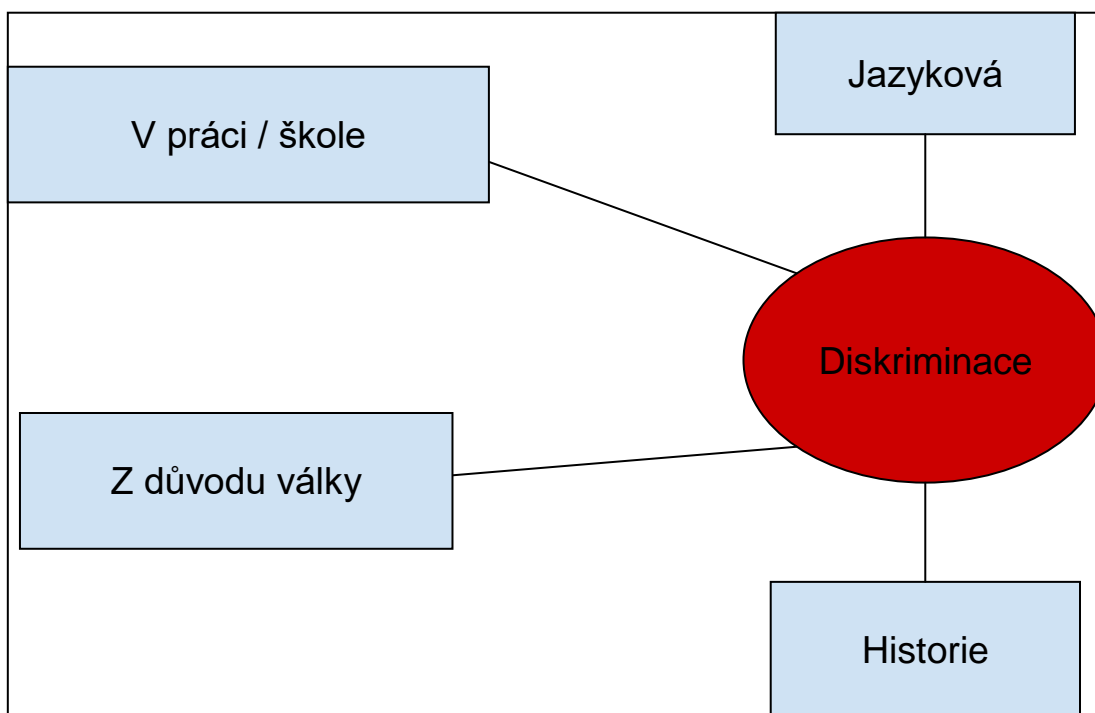 Jazyková
V práci / škole
Diskriminace
Z důvodu války
Historie